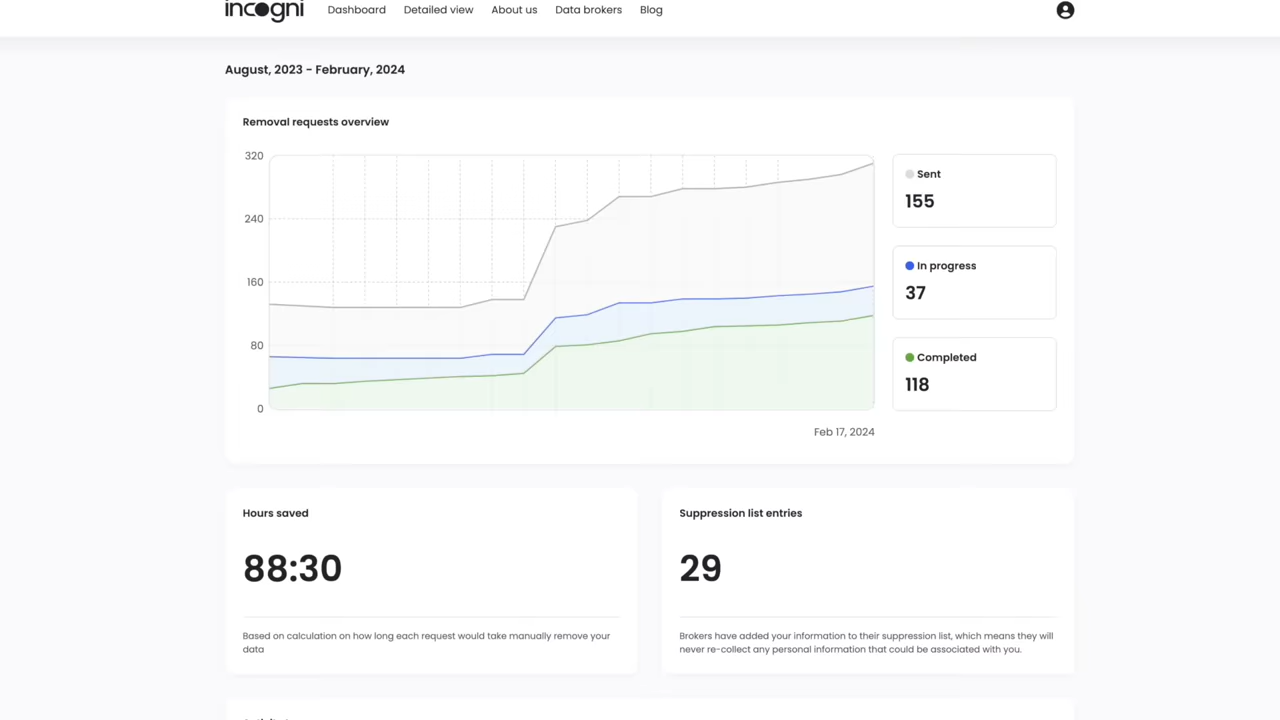 incogni
Dashboard
Detailed view
About us
Data brokers
Blog
August, 2023 - February, 2024
Removal requests overview
320
240
160
80
0
Feb 17, 2024
Sent
155
In progress
37
Completed
118
Hours saved
88:30
Based on calculation on how long each request would take manually remove your
data
Suppression list entries
29
Brokers have added your information to their suppression list, which means they will
never re-collect any personal information that could be associated with you.